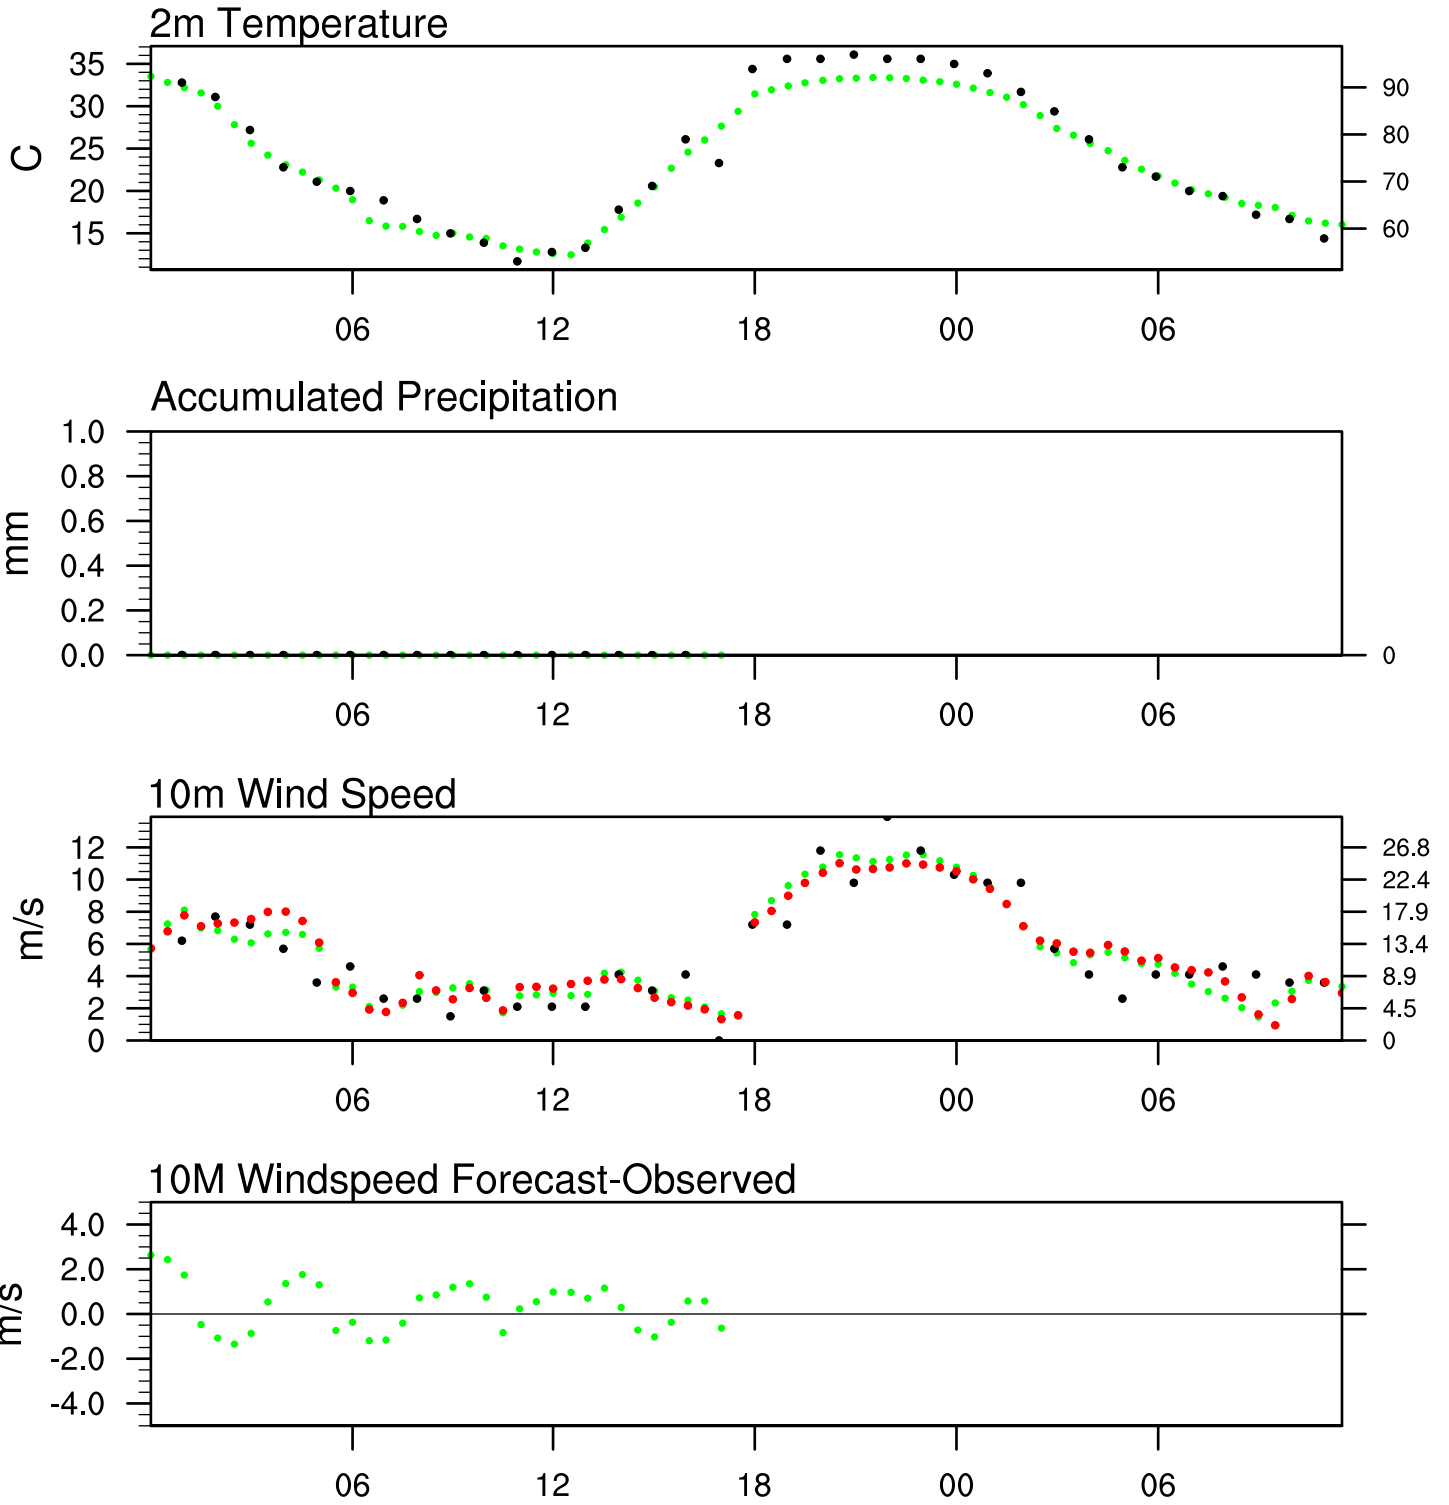 2m Temperature
35
30
25
20
15
C
90
80
70
60
06 12 18 00 06
Accumulated Precipitation
1.0
0.8
0.6
0.4
0.2
0.0
mm
0
06 12 18 00 06
10m Wind Speed
12
10
8
6
4
2
0
m/s
26.8
22.4
17.9
13.4
8.9
4.5
0
06 12 18 00 06
10M Windspeed Forecast-Observed
4.0
2.0
0.0
-2.0
-4.0
m/s
06 12 18 00 06